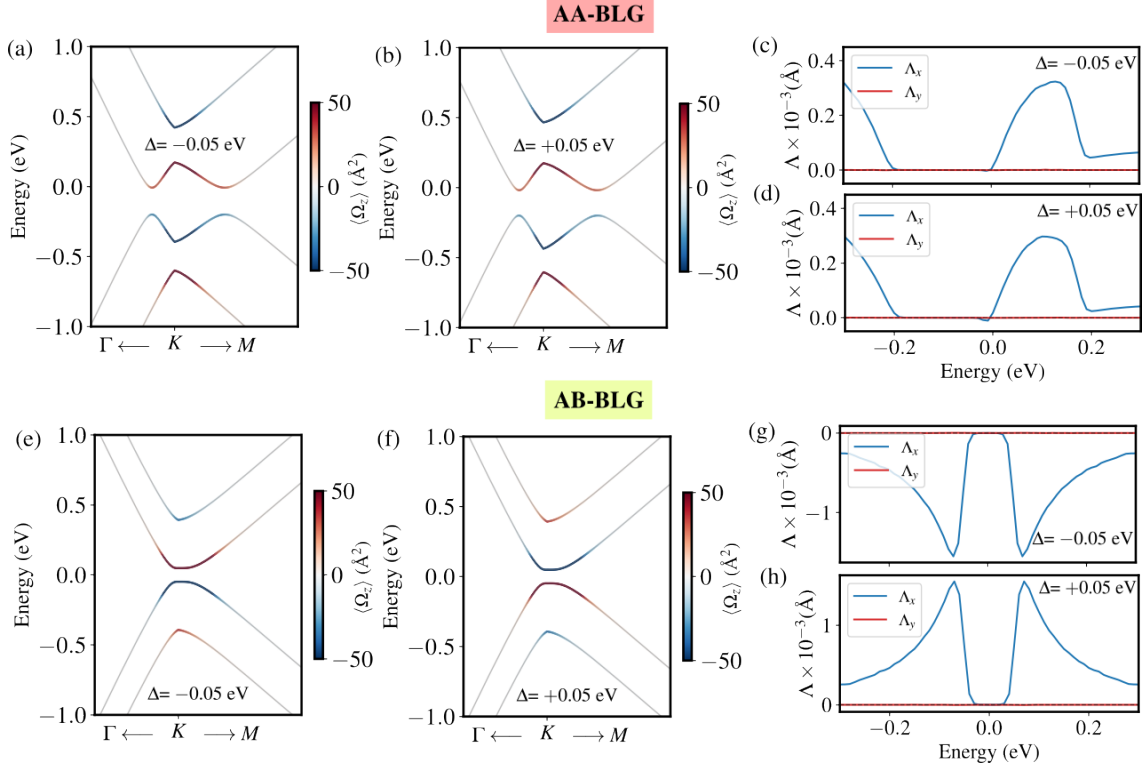 AA-BLG
(a)
1.0
0.5
0.0
−0.5
−1.0
Energy (eV)
Δ= −0.05 eV
Γ ⟵ K ⟶ M
50
0
−50
⟨Ω_z⟩ (Å²)
(b)
1.0
0.5
0.0
−0.5
−1.0
Energy (eV)
Δ= +0.05 eV
Γ ⟵ K ⟶ M
50
0
−50
⟨Ω_z⟩ (Å²)
(c)
0.4
0.2
0.0
Λ × 10⁻³(Å)
Λ_x
Λ_y
Δ= −0.05 eV
(d)
0.4
0.2
0.0
Λ × 10⁻³(Å)
Λ_x
Λ_y
Δ= +0.05 eV
−0.2
0.0
0.2
Energy (eV)
AB-BLG
(e)
1.0
0.5
0.0
−0.5
−1.0
Energy (eV)
Δ= −0.05 eV
Γ ⟵ K ⟶ M
50
0
−50
⟨Ω_z⟩ (Å²)
(f)
1.0
0.5
0.0
−0.5
−1.0
Energy (eV)
Δ= +0.05 eV
Γ ⟵ K ⟶ M
50
0
−50
⟨Ω_z⟩ (Å²)
(g)
0
−1
Λ × 10⁻³(Å)
Λ_x
Λ_y
Δ= −0.05 eV
(h)
1
0
Λ × 10⁻³(Å)
Λ_x
Λ_y
Δ= +0.05 eV
−0.2
0.0
0.2
Energy (eV)